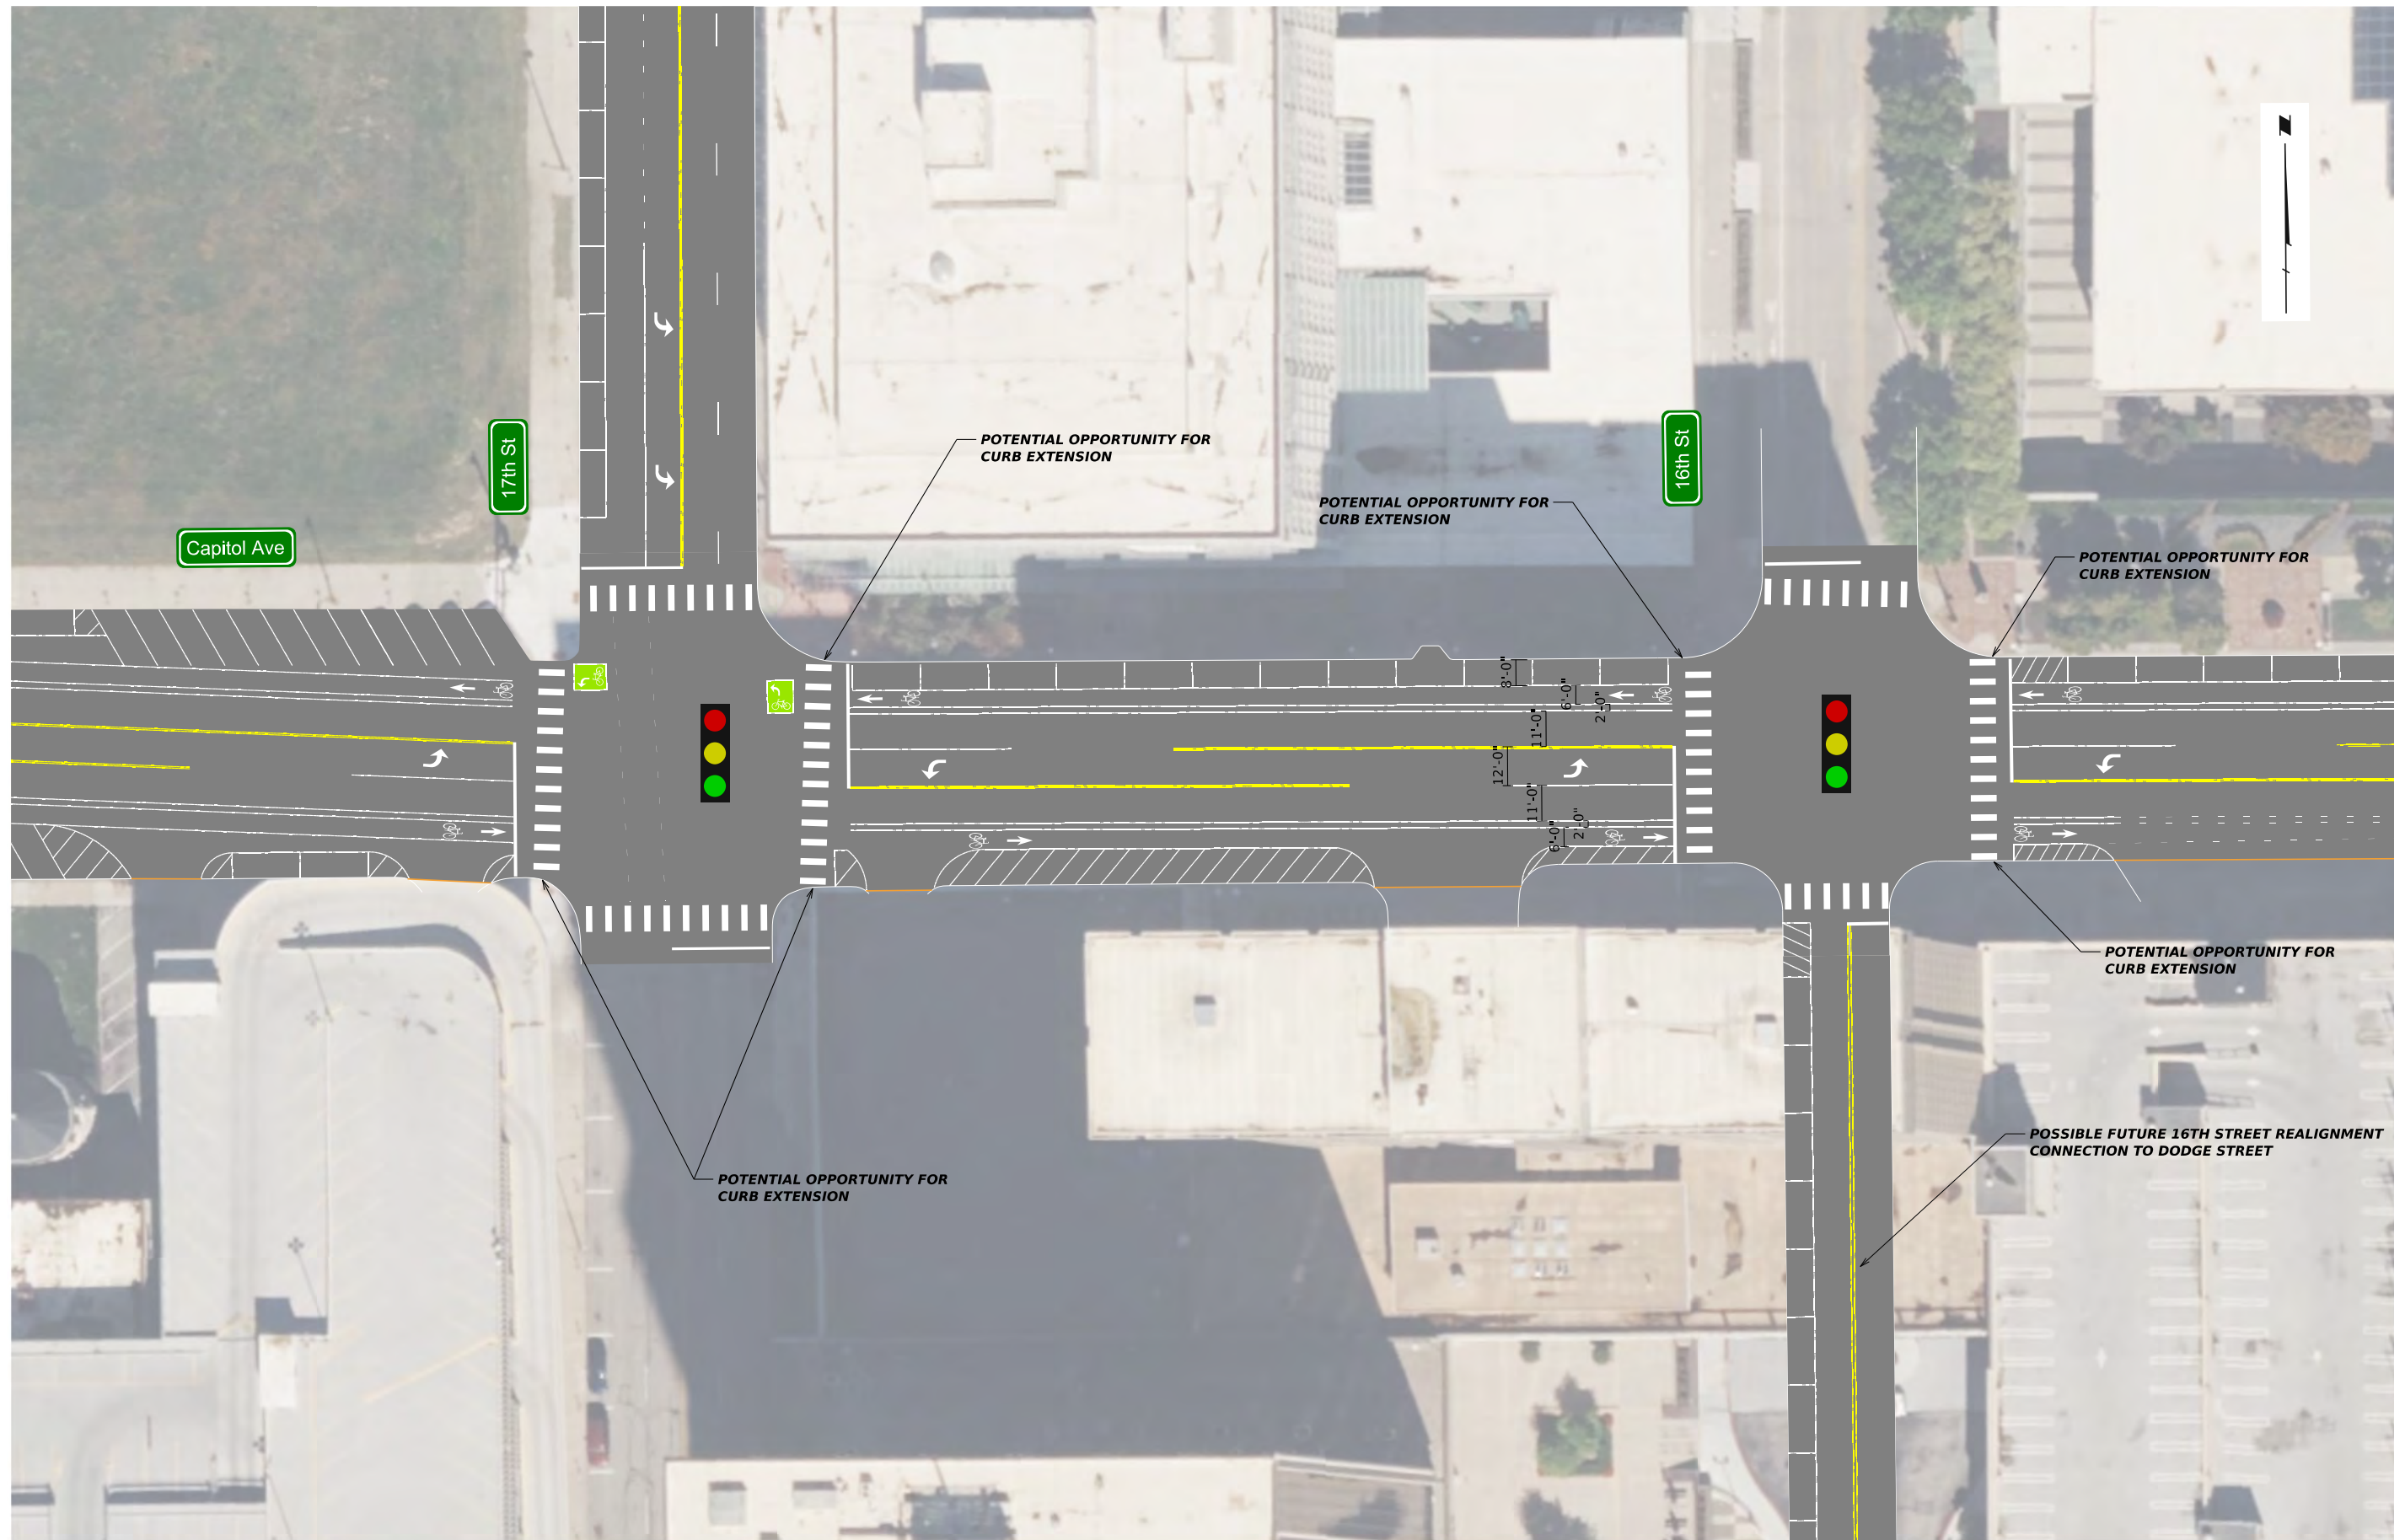 POTENTIAL OPPORTUNITY FOR
CURB EXTENSION
17th St
16th St
POTENTIAL OPPORTUNITY FOR
CURB EXTENSION
Capitol Ave
POTENTIAL OPPORTUNITY FOR
CURB EXTENSION
8'-0"
6'-0"
2'-0"
11'-0"
12'-0"
11'-0"
2'-0"
6'-0"
POTENTIAL OPPORTUNITY FOR
CURB EXTENSION
POSSIBLE FUTURE 16TH STREET REALIGNMENT
CONNECTION TO DODGE STREET
POTENTIAL OPPORTUNITY FOR
CURB EXTENSION
N